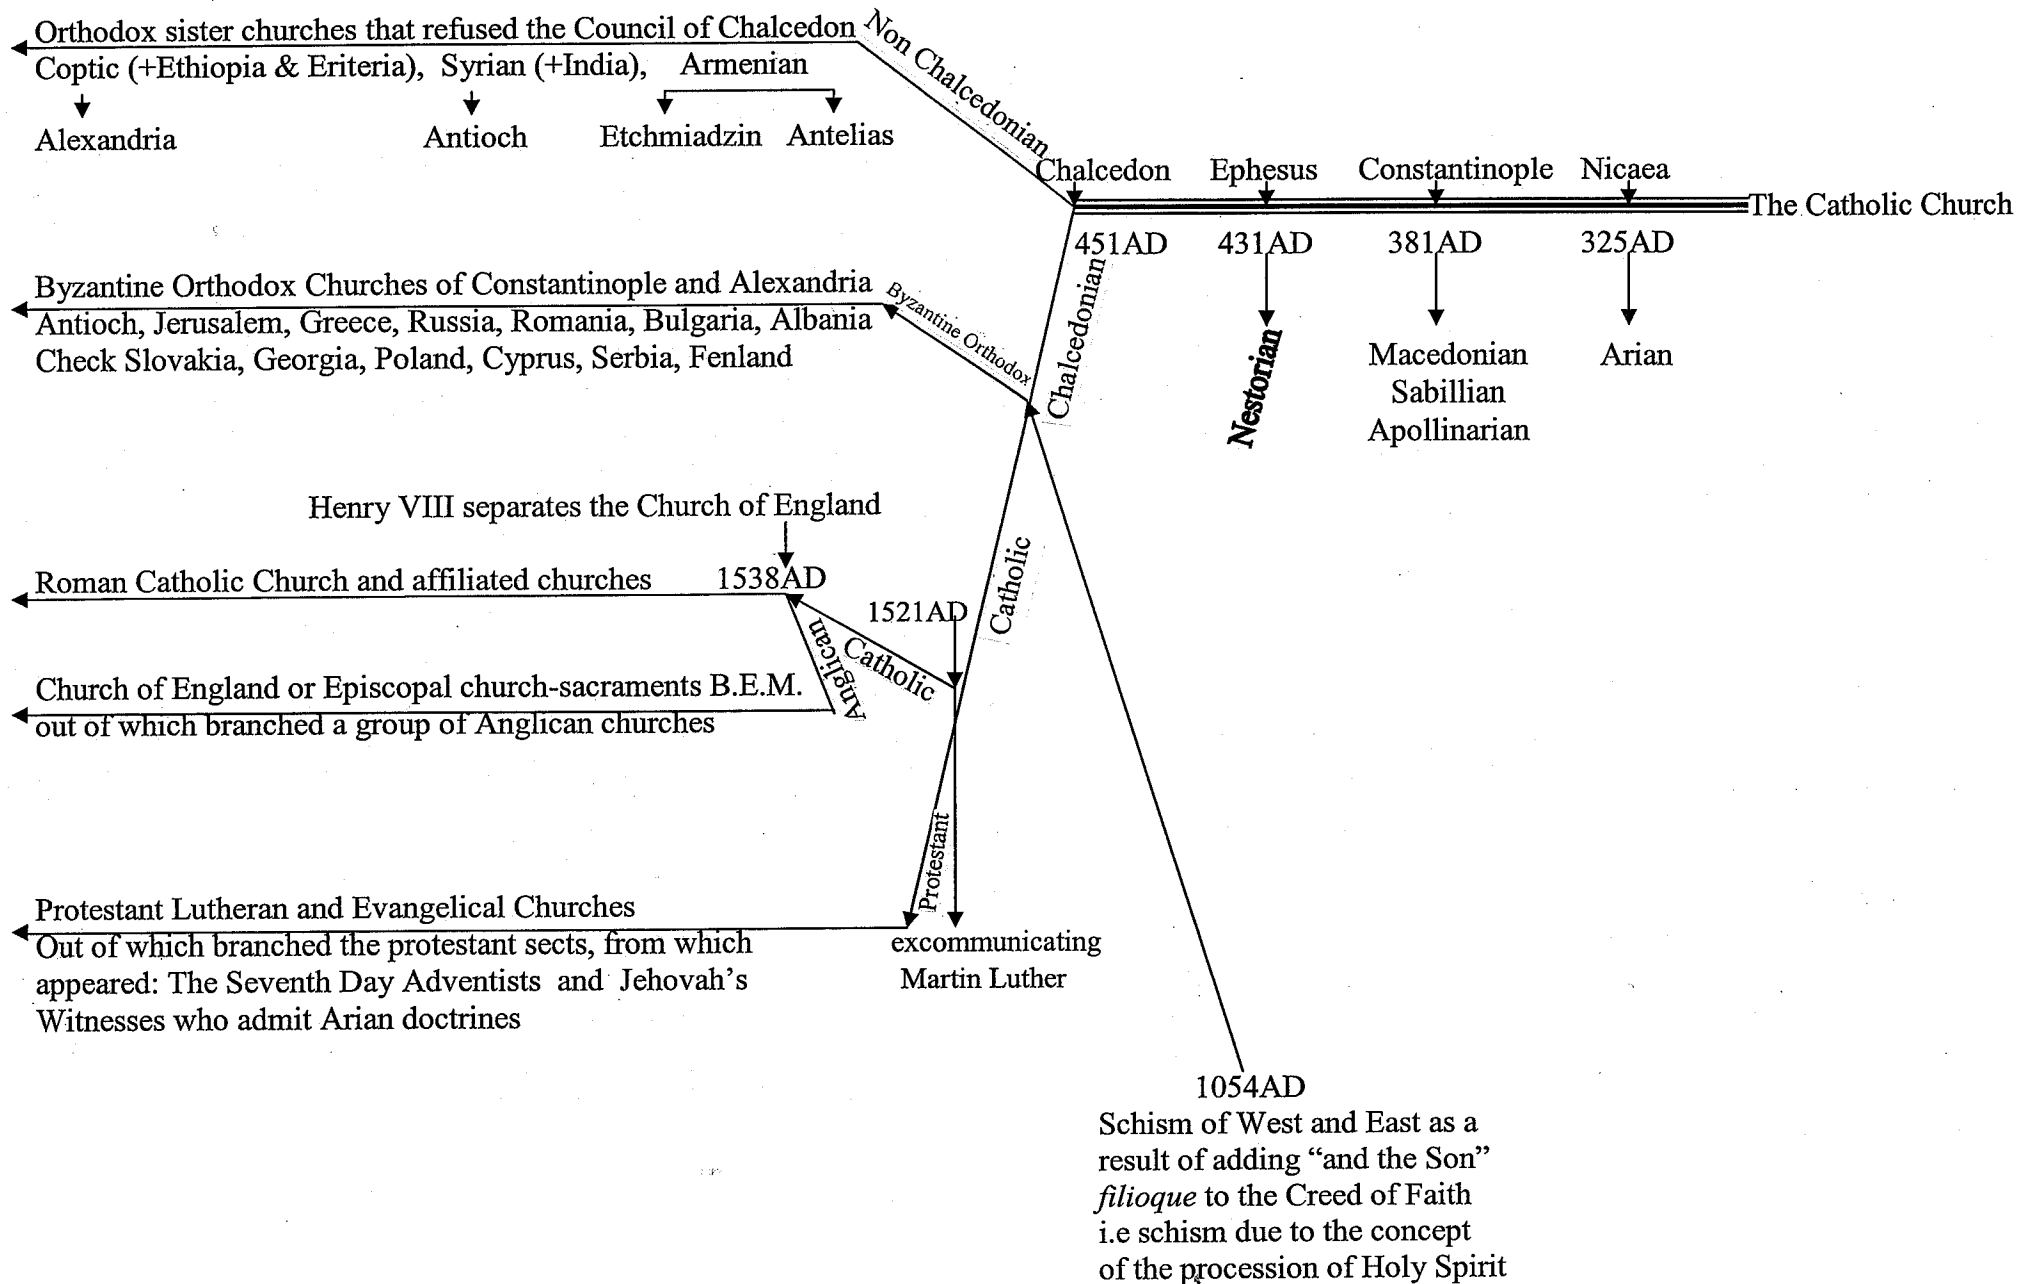 Orthodox sister churches that refused the Council of Chalcedon
Coptic (+Ethiopia & Eriteria), Syrian (+India), Armenian
Alexandria Antioch Etchmiadzin Antelias
Non Chalcedonian
Chalcedon Ephesus Constantinople Nicaea
The Catholic Church
451AD 431AD 381AD 325AD
Nestorian
Macedonian
Sabillian
Apollinarian
Arian
Chalcedonian
Byzantine Orthodox
Byzantine Orthodox Churches of Constantinople and Alexandria
Antioch, Jerusalem, Greece, Russia, Romania, Bulgaria, Albania
Check Slovakia, Georgia, Poland, Cyprus, Serbia, Fenland
Henry VIII separates the Church of England
Roman Catholic Church and affiliated churches
1538AD
1521AD
Catholic
Catholic
Anglican
Church of England or Episcopal church-sacraments B.E.M.
out of which branched a group of Anglican churches
Protestant
Protestant Lutheran and Evangelical Churches
Out of which branched the protestant sects, from which
appeared: The Seventh Day Adventists and Jehovah's
Witnesses who admit Arian doctrines
excommunicating
Martin Luther
1054AD
Schism of West and East as a
result of adding “and the Son”
filioque to the Creed of Faith
i.e schism due to the concept
of the procession of Holy Spirit